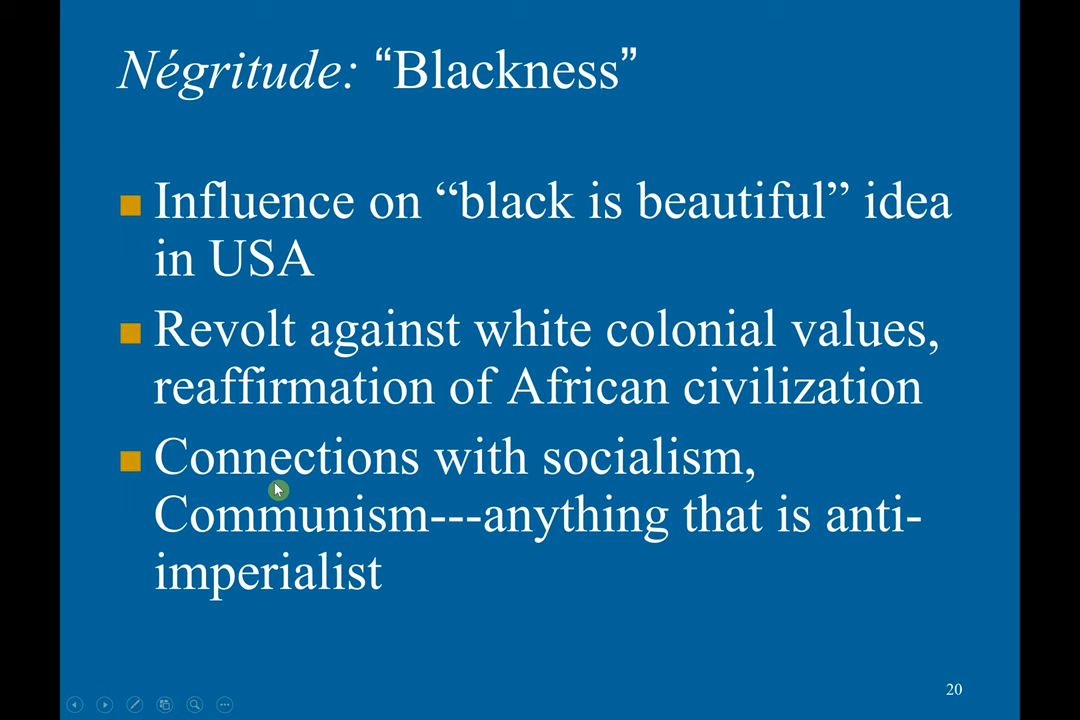 Négritude: “Blackness”
Influence on “black is beautiful” idea
in USA
Revolt against white colonial values,
reaffirmation of African civilization
Connections with socialism,
Communism---anything that is anti-
imperialist
20